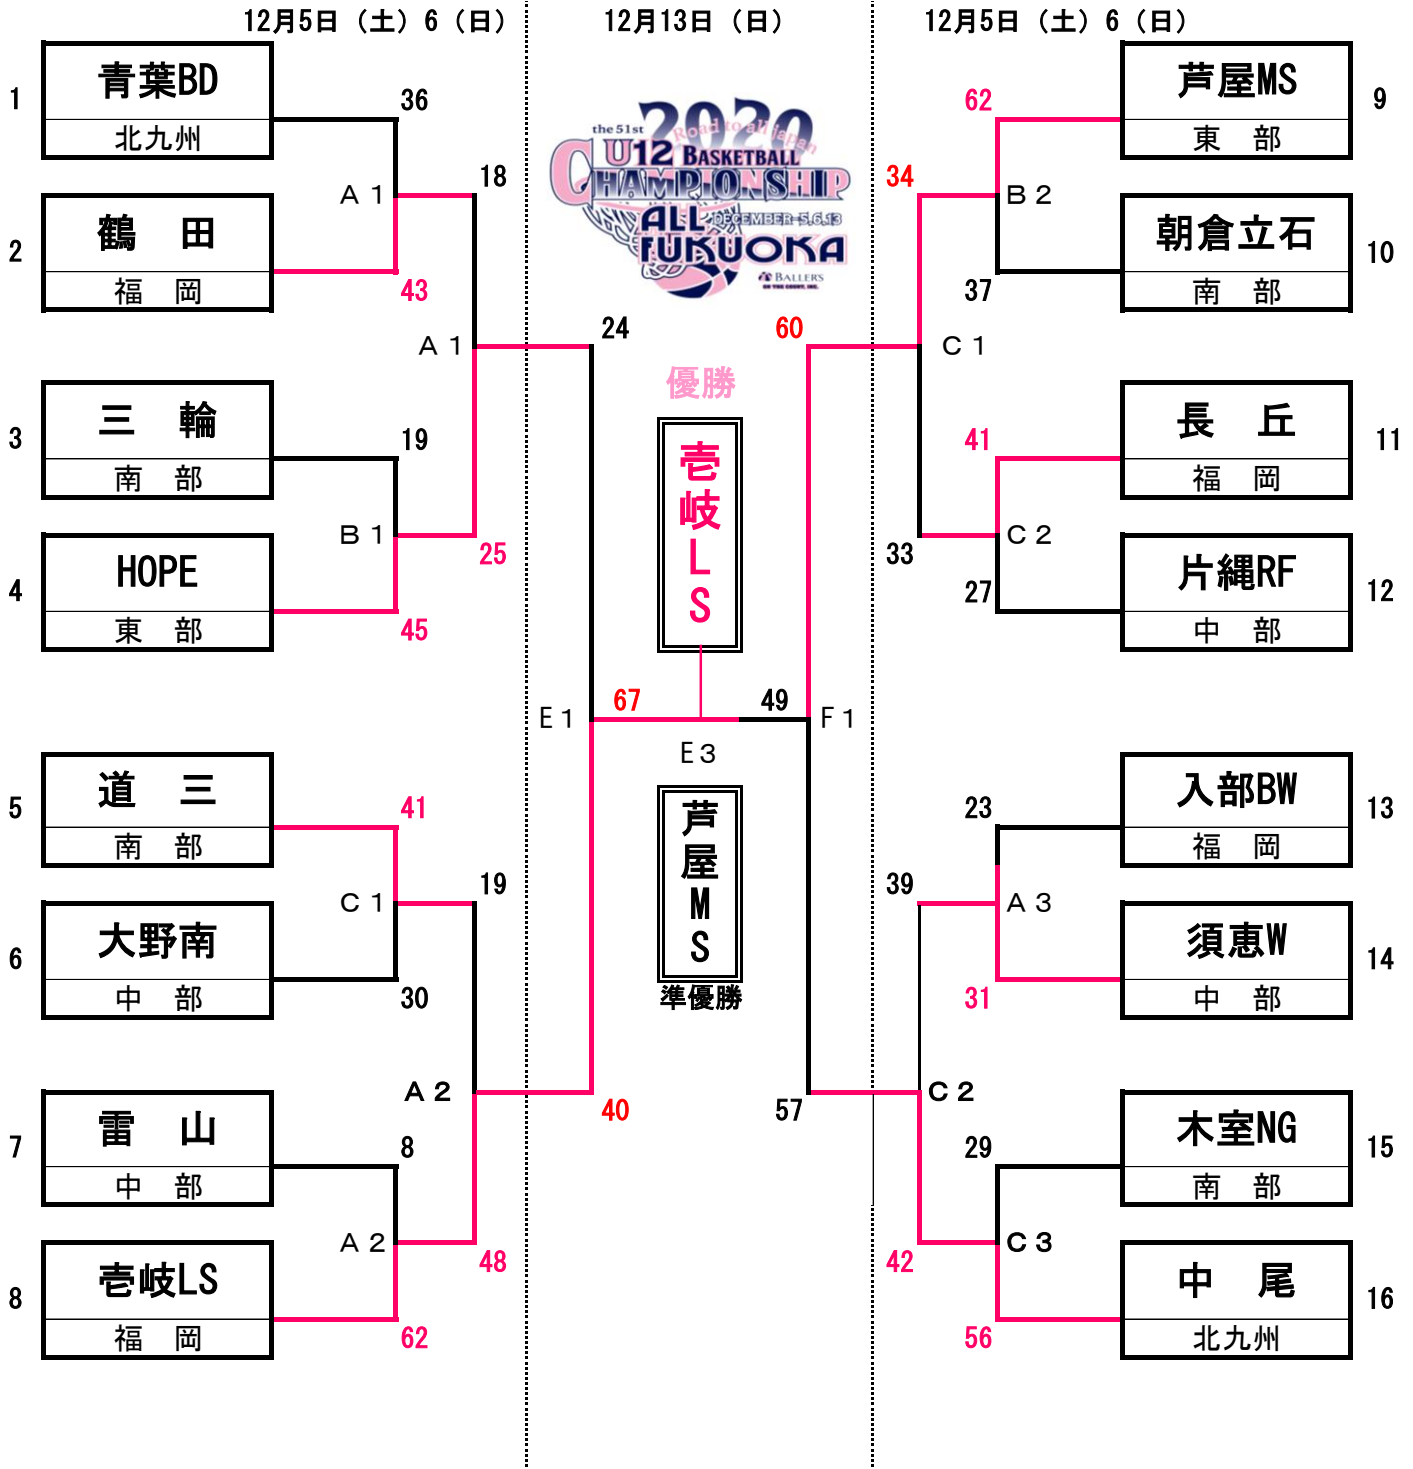 12月5日（土）6（日）
12月13日（日）
12月5日（土）6（日）
1
青葉BD
北九州
36
A 1
2
鶴 田
福 岡
43
18
A 1
3
三 輪
南 部
19
B 1
4
HOPE
東 部
45
25
5
道 三
南 部
41
C 1
6
大野南
中 部
30
19
A 2
7
雷 山
中 部
8
A 2
8
壱岐LS
福 岡
62
48
the 51st
2020
Road to all japan
U12 BASKETBALL
CHAMPIONSHIP
ALL DECEMBER 5.6.13
FUKUOKA
BALLERS
ON THE COURT, INC.
24
60
優勝
壱岐LS
E 1
67
49
F 1
E 3
芦屋MS
準優勝
40
57
62
芦屋MS
東 部
9
34
B 2
朝倉立石
南 部
10
37
C 1
41
長 丘
福 岡
11
33
C 2
27
片縄RF
中 部
12
23
入部BW
福 岡
13
39
A 3
須恵W
中 部
14
31
C 2
29
木室NG
南 部
15
42
C 3
56
中 尾
北九州
16